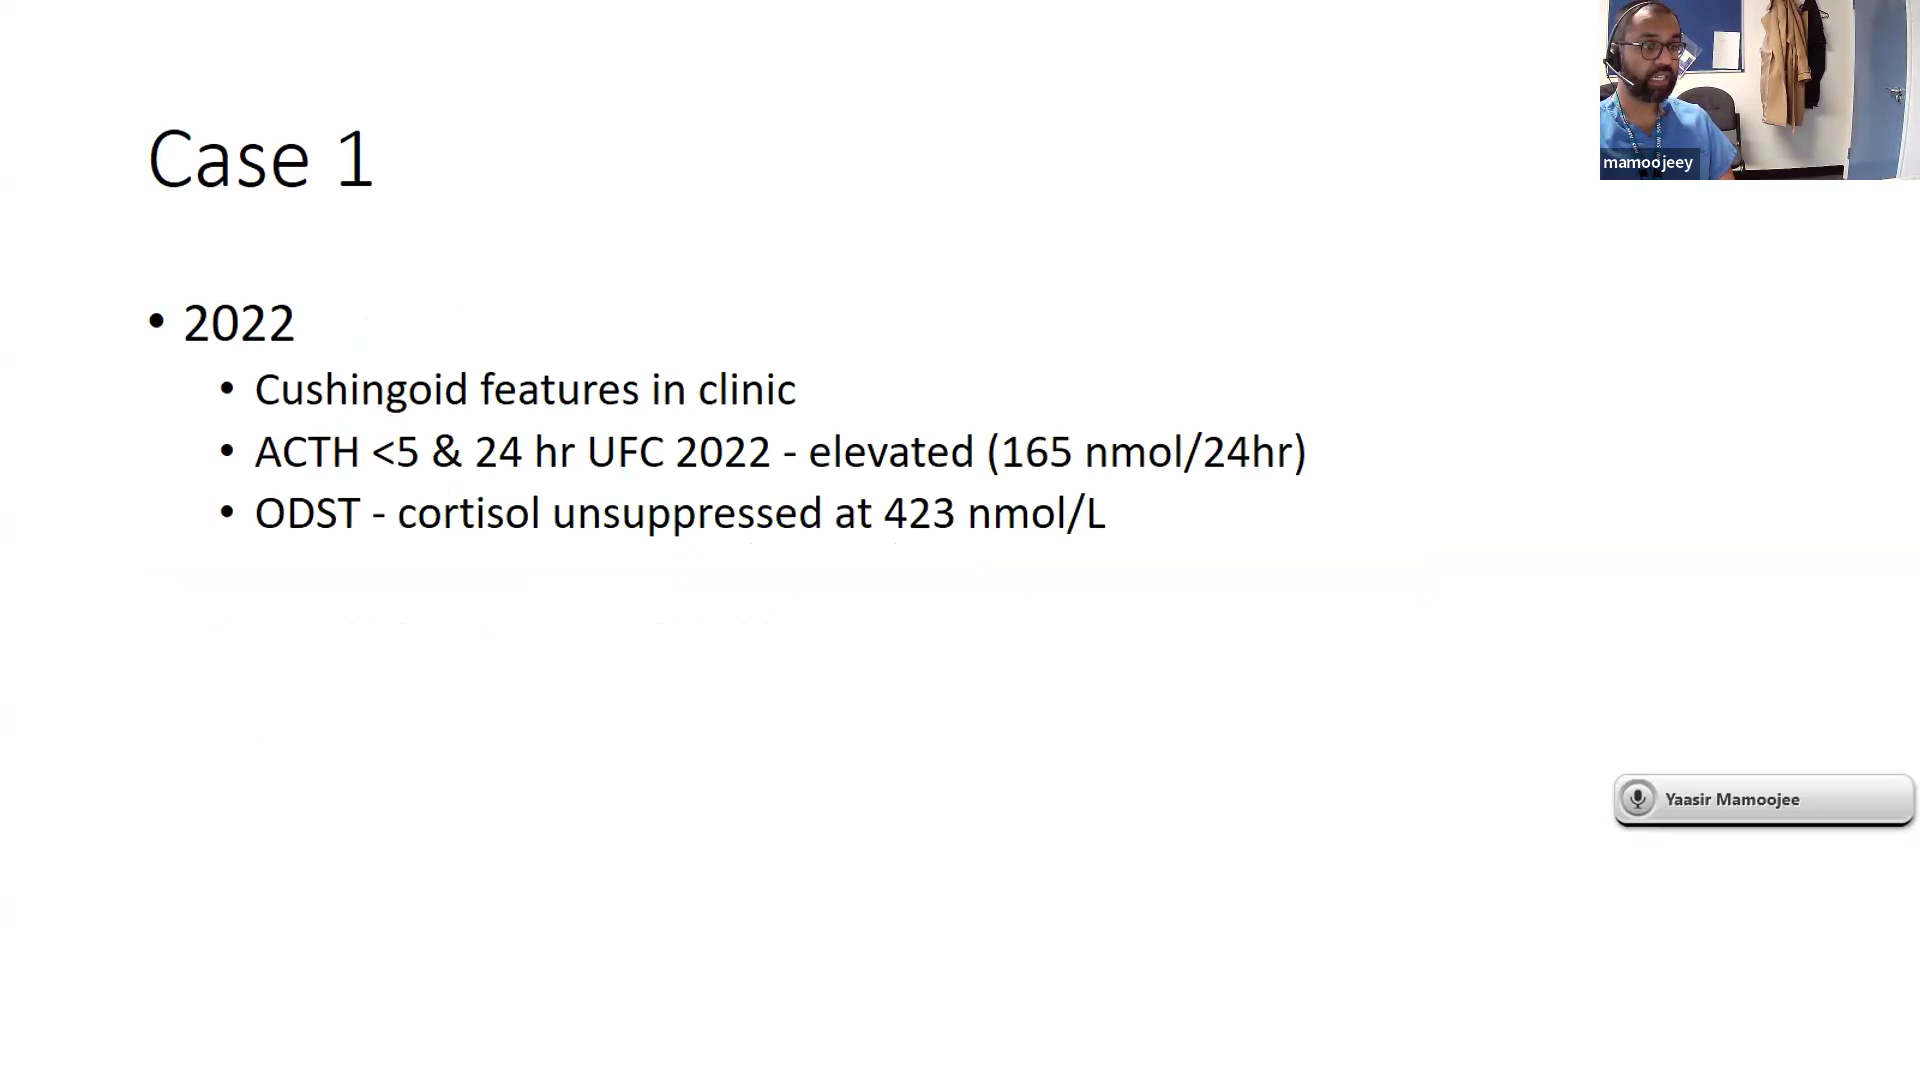 mamoojeey
Case 1
• 2022
• Cushingoid features in clinic
• ACTH <5 & 24 hr UFC 2022 - elevated (165 nmol/24hr)
• ODST - cortisol unsuppressed at 423 nmol/L
Yaasir Mamoojee